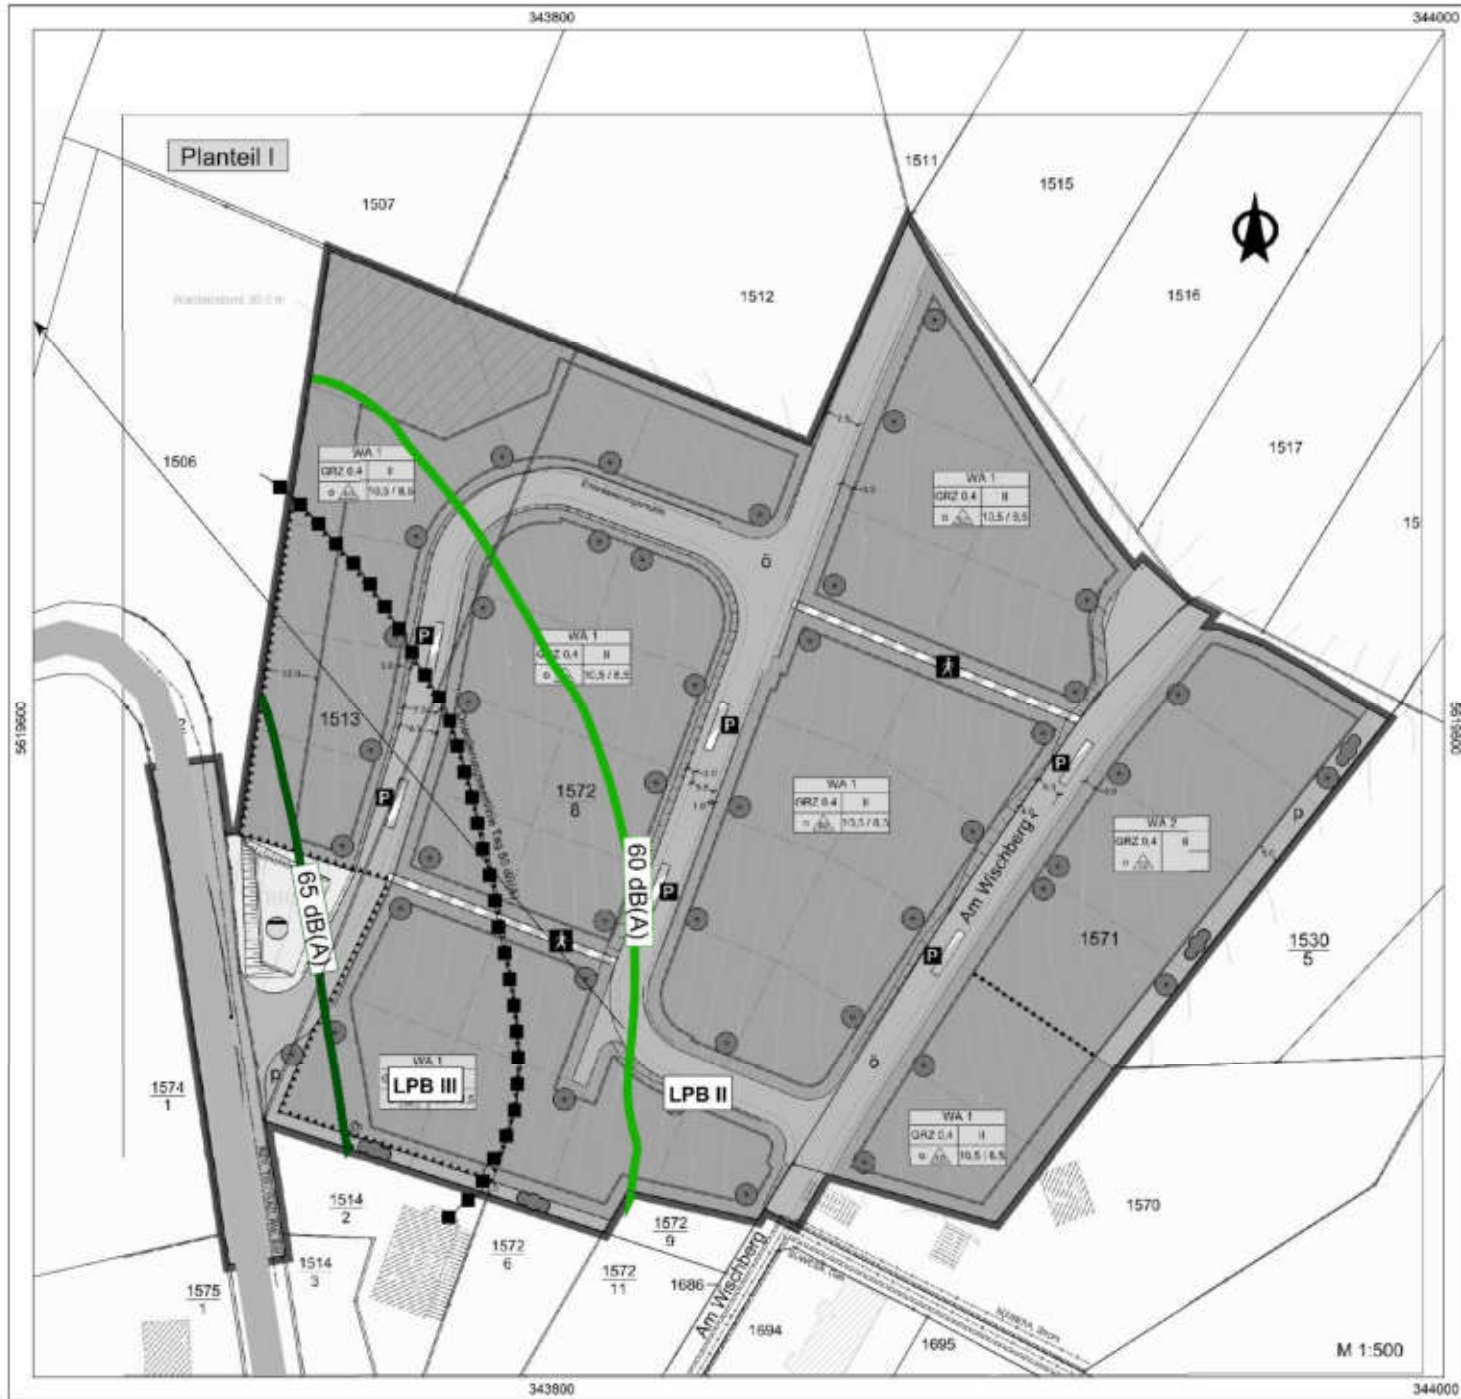 343800
344000
Planteil I
1511
1515
1507
1512
1516
1517
1506
15
WA 1
GRZ 0,4 II
o 10,5 / 8,5
WA 1
GRZ 0,4 II
o 10,5 / 8,5
ö
P
WA 1
GRZ 0,4 II
o 10,5 / 8,5
1513
5619600
5619600
P
P
P
1572
8
WA 1
GRZ 0,4 II
o 10,5 / 8,5
WA 2
GRZ 0,4 II
o
p
60 dB(A)
65 dB(A)
P
Am Wischberg
P
1571
1530
5
ö
p
1574
1
WA 1
LPB III
LPB II
WA 1
GRZ 0,4 II
o 10,5 / 8,5
1514
2
1572
6
1572
9
1570
1514
3
1575
1
1572
11
1686
Am Wischberg
1694
1695
M 1:500
343800
344000